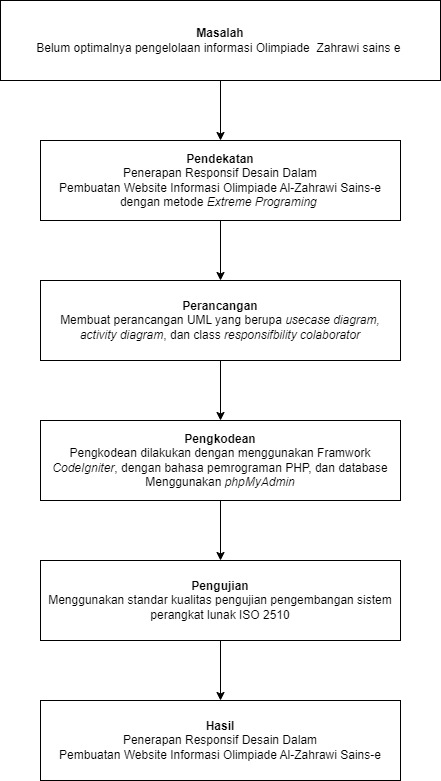 Masalah
Belum optimalnya pengelolaan informasi Olimpiade  Zahrawi sains e
Pendekatan
Penerapan Responsif Desain Dalam
Pembuatan Website Informasi Olimpiade Al-Zahrawi Sains-e
dengan metode Extreme Programing
Perancangan
Membuat perancangan UML yang berupa usecase diagram,
activity diagram, dan class responsifbility colaborator
Pengkodean
Pengkodean dilakukan dengan menggunakan Framwork
CodeIgniter, dengan bahasa pemrograman PHP, dan database
Menggunakan phpMyAdmin
Pengujian
Menggunakan standar kualitas pengujian pengembangan sistem
perangkat lunak ISO 2510
Hasil
Penerapan Responsif Desain Dalam
Pembuatan Website Informasi Olimpiade Al-Zahrawi Sains-e